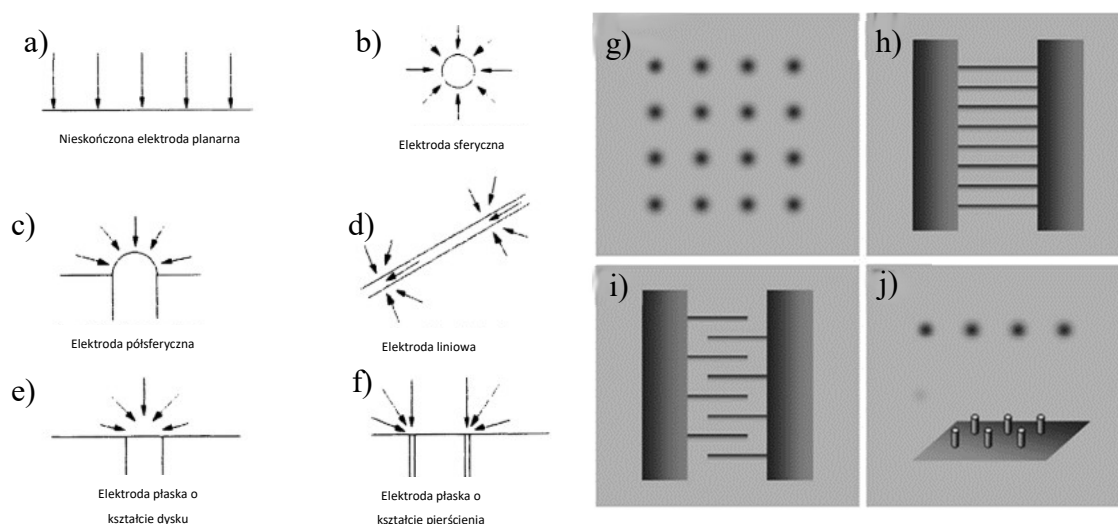 a)
Nieskończona elektroda planarna
b)
Elektroda sferyczna
c)
Elektroda półsferyczna
d)
Elektroda liniowa
e)
Elektroda płaska o
kształcie dysku
f)
Elektroda płaska o
kształcie pierścienia
g)
h)
i)
j)